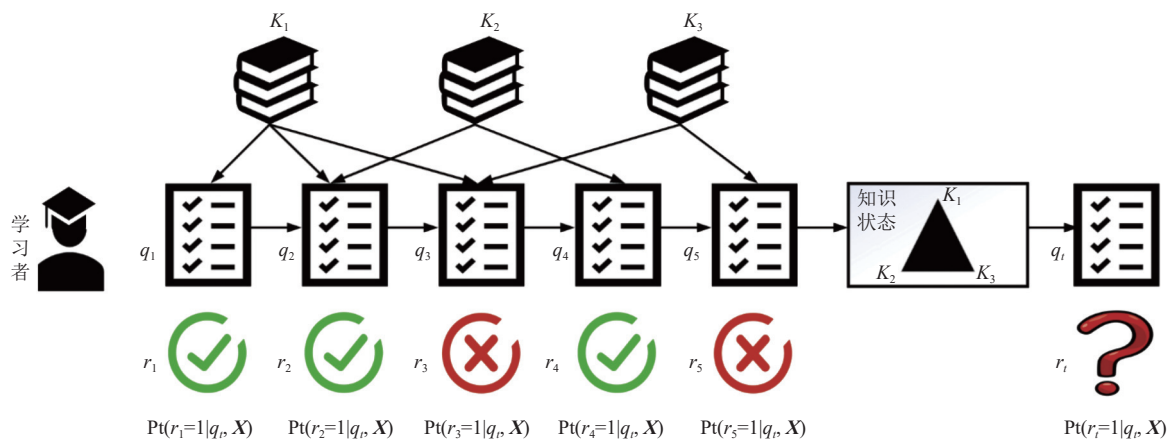 K₁
K₂
K₃
学习者
q₁
q₂
q₃
q₄
q₅
知识
状态
K₁
K₂
K₃
qₜ
r₁
r₂
r₃
r₄
r₅
rₜ
Pt(r₁=1|qₜ, X)
Pt(r₂=1|qₜ, X)
Pt(r₃=1|qₜ, X)
Pt(r₄=1|qₜ, X)
Pt(r₅=1|qₜ, X)
Pt(rₜ=1|qₜ, X)